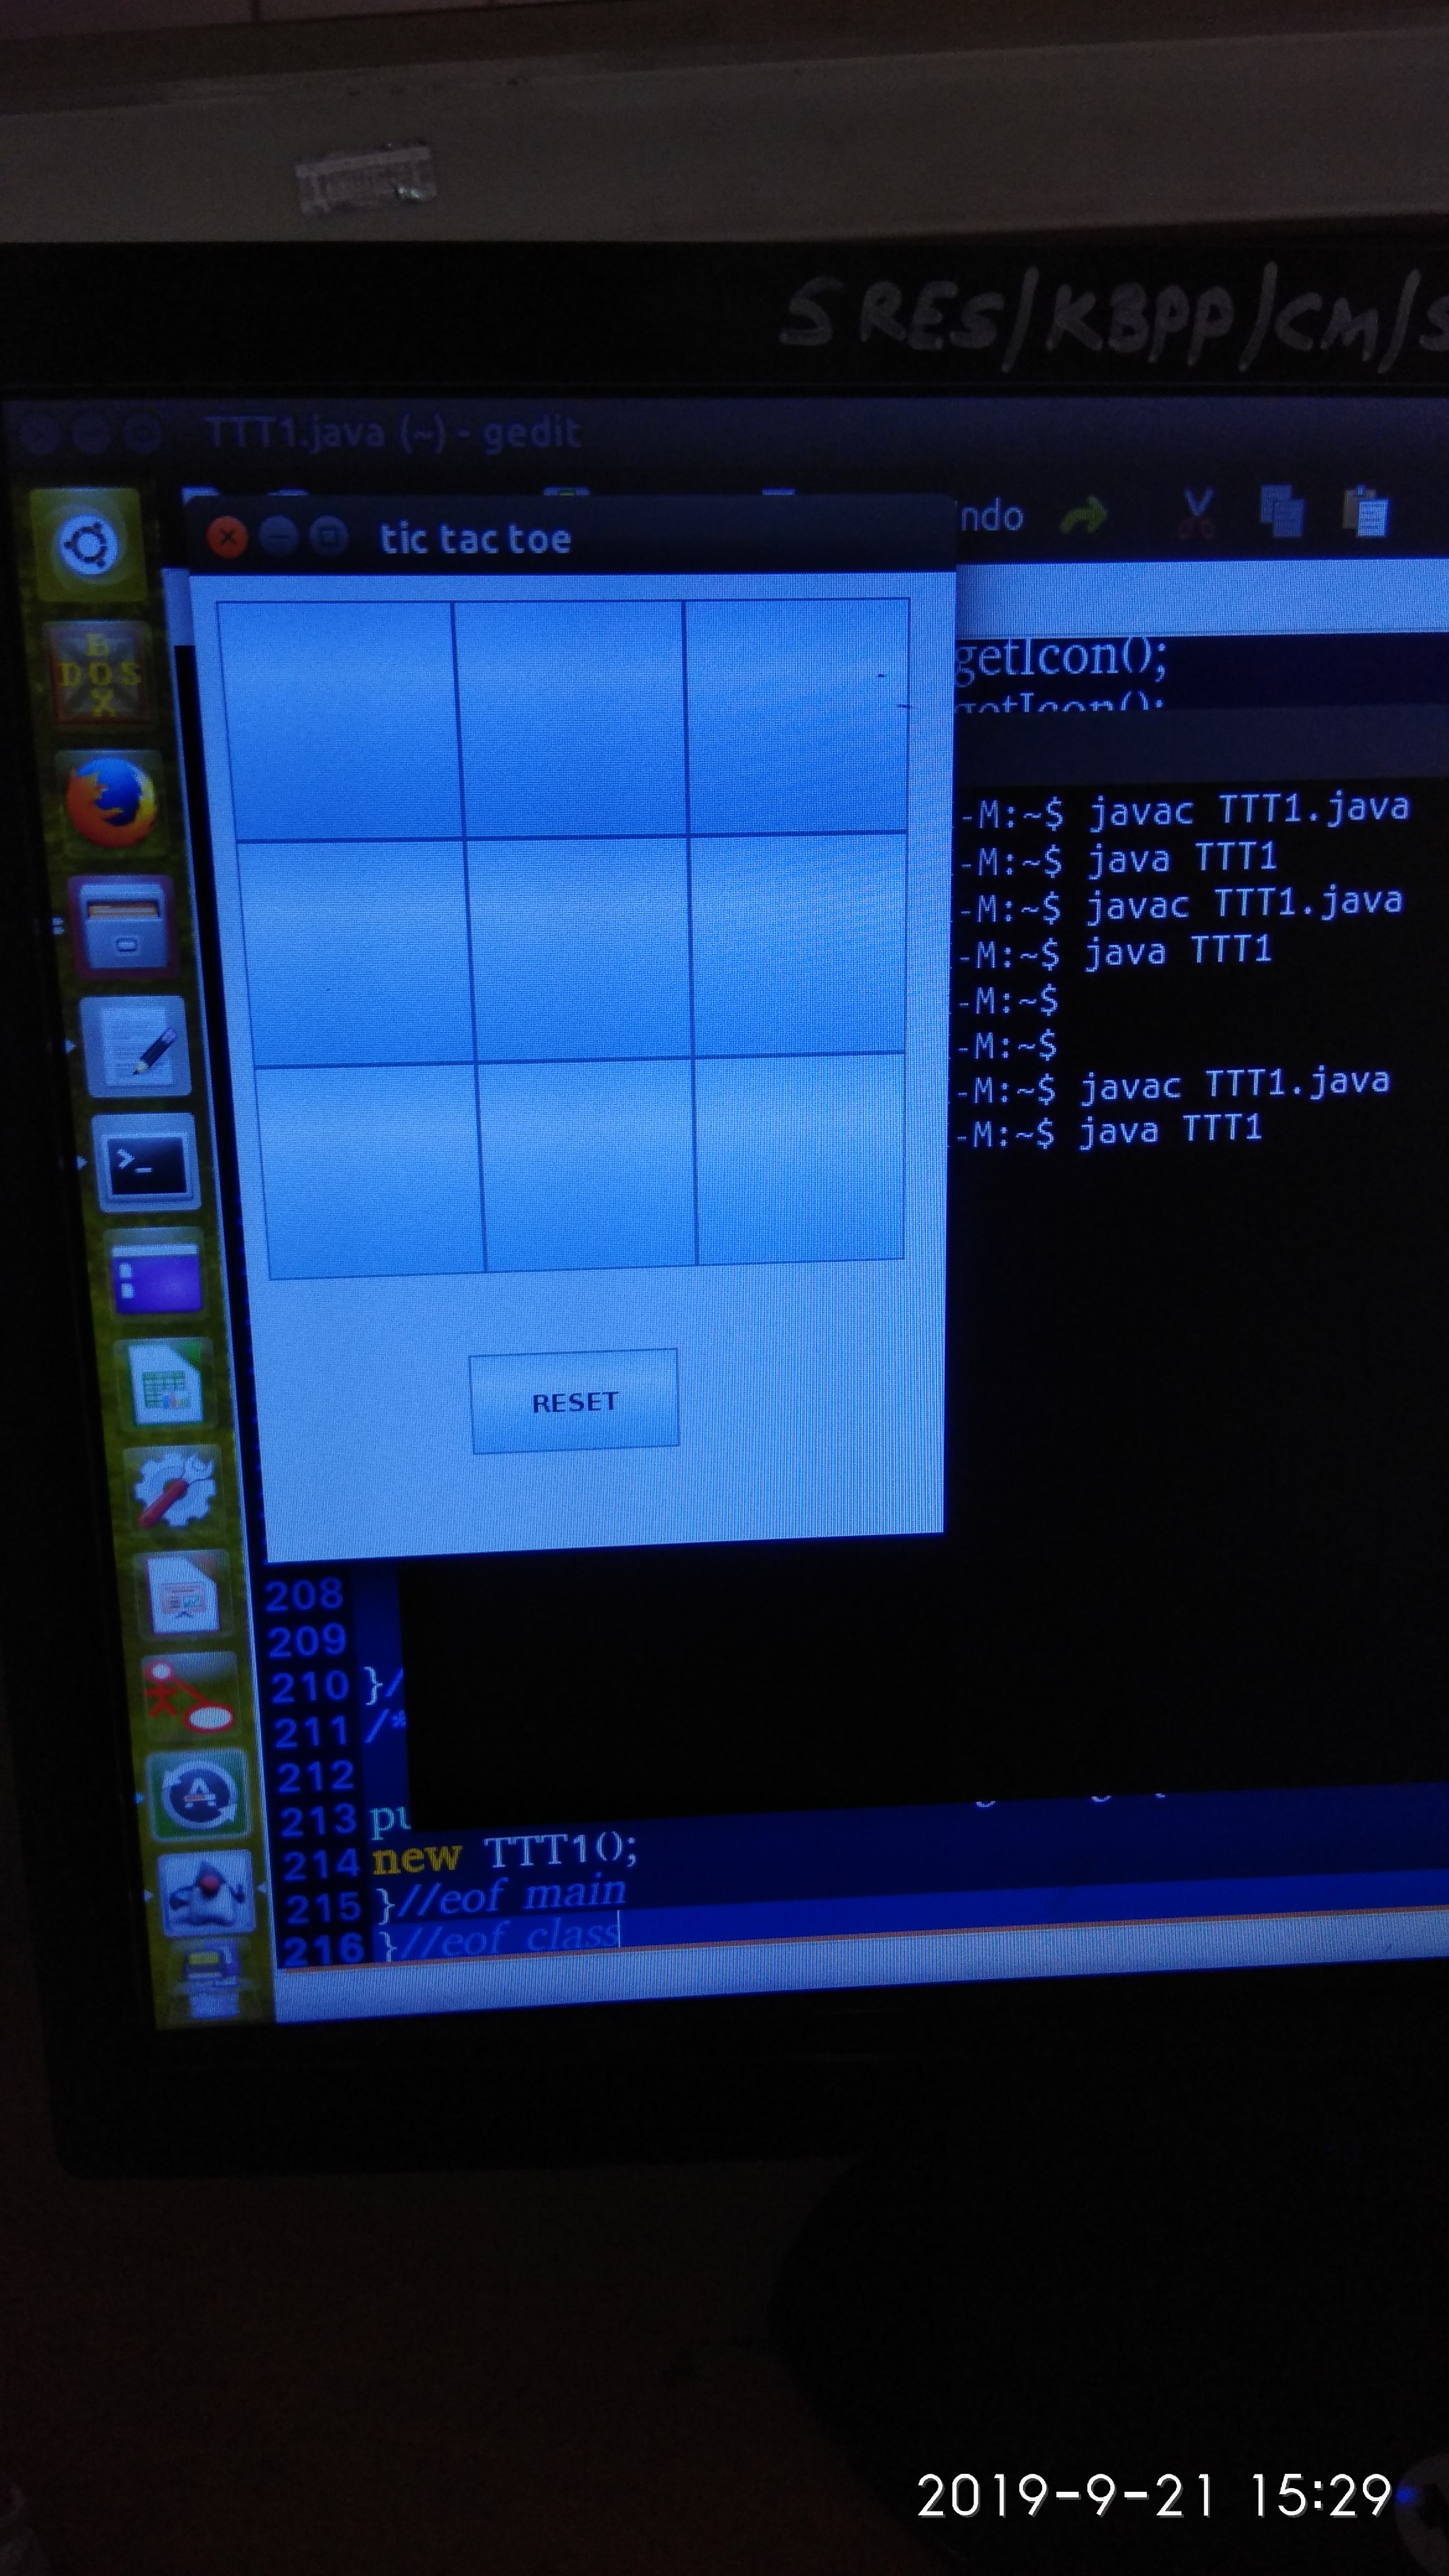 SRES/KBPP/CM/S
TTT1.java (~) - gedit
tic tac toe
ndo
B
DOS
X
getIcon();
getIcon();
-M:~$ javac TTT1.java
-M:~$ java TTT1
-M:~$ javac TTT1.java
-M:~$ java TTT1
-M:~$
-M:~$
-M:~$ javac TTT1.java
-M:~$ java TTT1
RESET
208
209
210 }/
211 /*
212
213 pu
214 new TTT1();
215 }//eof main
216 }//eof class
2019-9-21 15:29